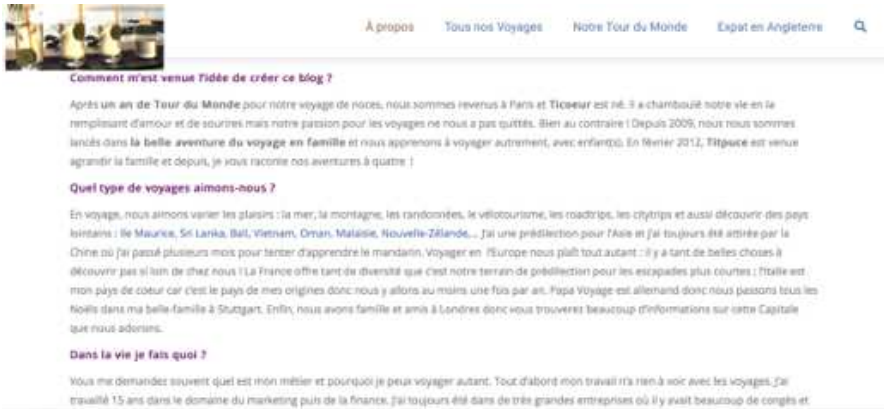 À propos Tous nos Voyages Notre Tour du Monde Expat en Angleterre
Comment m'est venue l'idée de créer ce blog ?
Après un an de Tour du Monde pour notre voyage de noces, nous sommes revenus à Paris et Ticoeur est né. Il a chamboulé notre vie en la
remplissant d'amour et de sourires mais notre passion pour les voyages ne nous a pas quittés. Bien au contraire ! Depuis 2009, nous nous sommes
lancés dans la belle aventure du voyage en famille et nous apprenons à voyager autrement, avec enfant(s). En février 2012, Titpuce est venue
agrandir la famille et depuis, je vous raconte nos aventures à quatre !
Quel type de voyages aimons-nous ?
En voyage, nous aimons varier les plaisirs : la mer, la montagne, les randonnées, le vélotourisme, les roadtrips, les citytrips et aussi découvrir des pays
lointains : Ile Maurice, Sri Lanka, Bali, Vietnam, Oman, Malaisie, Nouvelle-Zélande,... J'ai une prédilection pour l'Asie et j'ai toujours été attirée par la
Chine où j'ai passé plusieurs mois pour tenter d'apprendre le mandarin. Voyager en l'Europe nous plaît tout autant : il y a tant de belles choses à
découvrir pas si loin de chez nous ! La France offre tant de diversité que c'est notre terrain de prédilection pour les escapades plus courtes ; l'Italie est
mon pays de coeur car c'est le pays de mes origines donc nous y allons au moins une fois par an. Papa Voyage est allemand donc nous passons tous les
Noëls dans ma belle-famille à Stuttgart. Enfin, nous avons famille et amis à Londres donc vous trouverez beaucoup d'informations sur cette Capitale
que nous adorons.
Dans la vie je fais quoi ?
Vous me demandez souvent quel est mon métier et pourquoi je peux voyager autant. Tout d'abord mon travail n'a rien à voir avec les voyages. J'ai
travaillé 15 ans dans le domaine du marketing puis de la finance. J'ai toujours été dans de très grandes entreprises où il y avait beaucoup de congés et